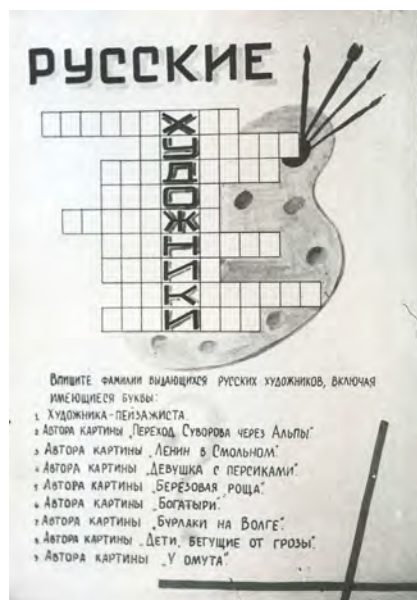 РУССКИЕ
ХУДОЖНИКИ
Впишите фамилии выдающихся русских художников, включая
имеющиеся буквы:
1. Художника-пейзажиста.
2. Автора картины „Переход Суворова через Альпы".
3. Автора картины „Ленин в Смольном".
4. Автора картины „Девушка с персиками".
5. Автора картины „Березовая роща".
6. Автора картины „Богатыри".
7. Автора картины „Бурлаки на Волге".
8. Автора картины „Дети, бегущие от грозы".
9. Автора картины „У омута".